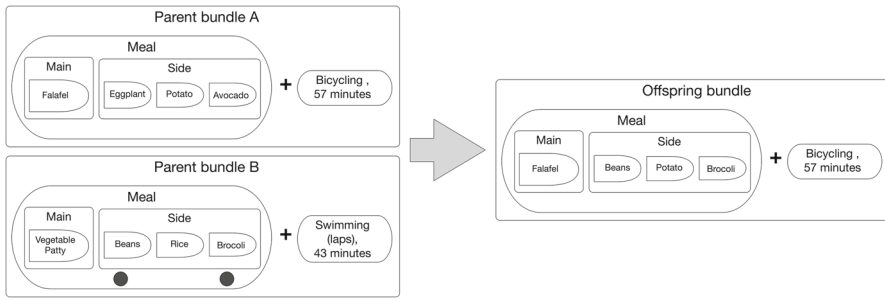 Parent bundle A
Meal
Main
Side
Falafel
Eggplant
Potato
Avocado
+
Bicycling ,
57 minutes
Parent bundle B
Meal
Main
Side
Vegetable
Patty
Beans
Rice
Brocoli
+
Swimming
(laps),
43 minutes
Offspring bundle
Meal
Main
Side
Falafel
Beans
Potato
Brocoli
+
Bicycling ,
57 minutes